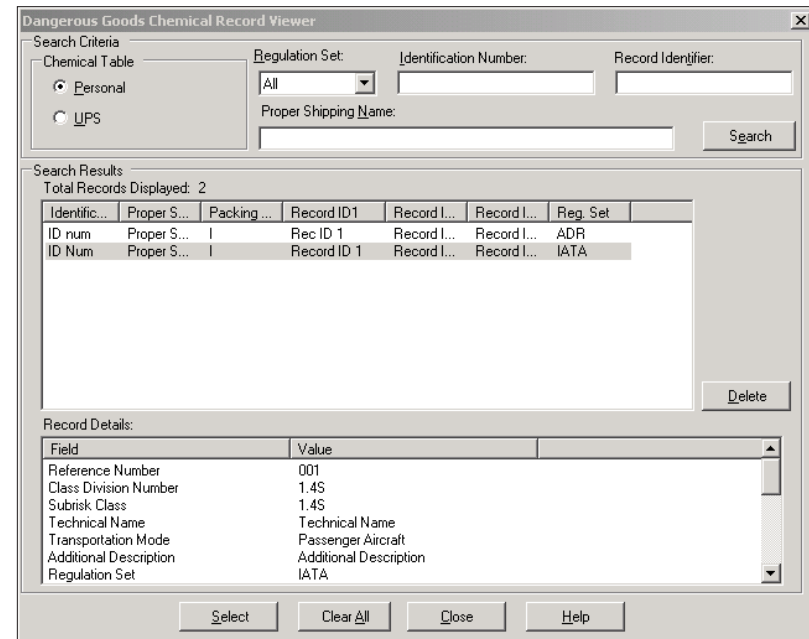 Dangerous Goods Chemical Record Viewer
Search Criteria
Chemical Table
Personal
UPS
Regulation Set:
All
Identification Number:
Record Identifier:
Proper Shipping Name:
Search
Search Results
Total Records Displayed: 2
Identific... Proper S... Packing ... Record ID1 Record I... Record I... Reg. Set
ID num Proper S... I Rec ID 1 Record I... Record I... ADR
ID Num Proper S... I Record ID 1 Record I... Record I... IATA
Delete
Record Details:
Field Value
Reference Number 001
Class Division Number 1.4S
Subrisk Class 1.4S
Technical Name Technical Name
Transportation Mode Passenger Aircraft
Additional Description Additional Description
Regulation Set IATA
Select Clear All Close Help